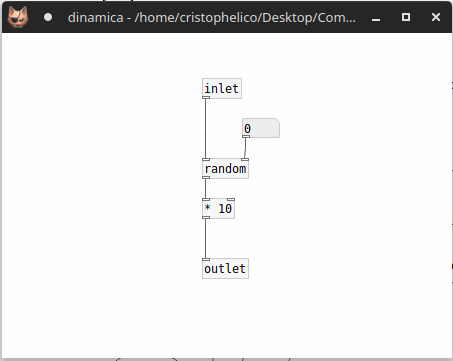 dinamica - /home/cristophelico/Desktop/Com...
inlet
0
random
* 10
outlet